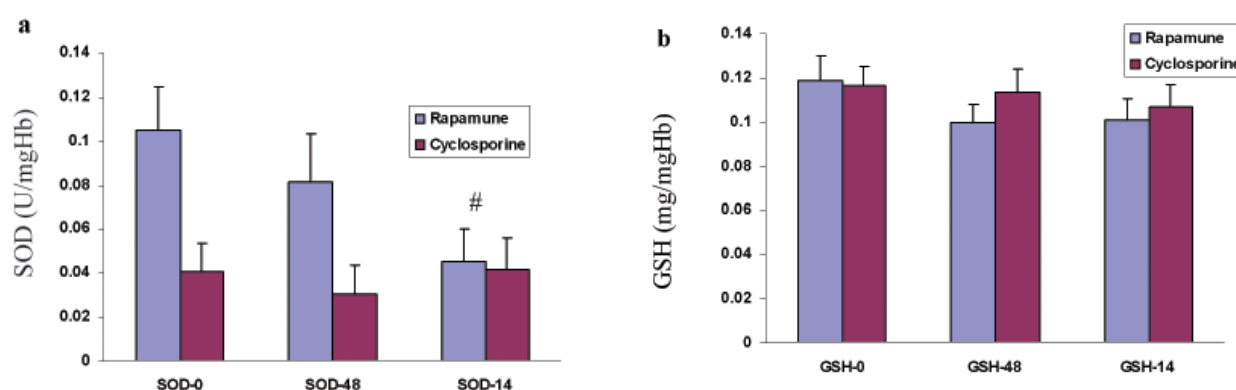 a
SOD (U/mgHb)
0.14
0.12
0.1
0.08
0.06
0.04
0.02
0
Rapamune
Cyclosporine
#
SOD-0 SOD-48 SOD-14
b
GSH (mg/mgHb)
0.14
0.12
0.1
0.08
0.06
0.04
0.02
0
Rapamune
Cyclosporine
GSH-0 GSH-48 GSH-14